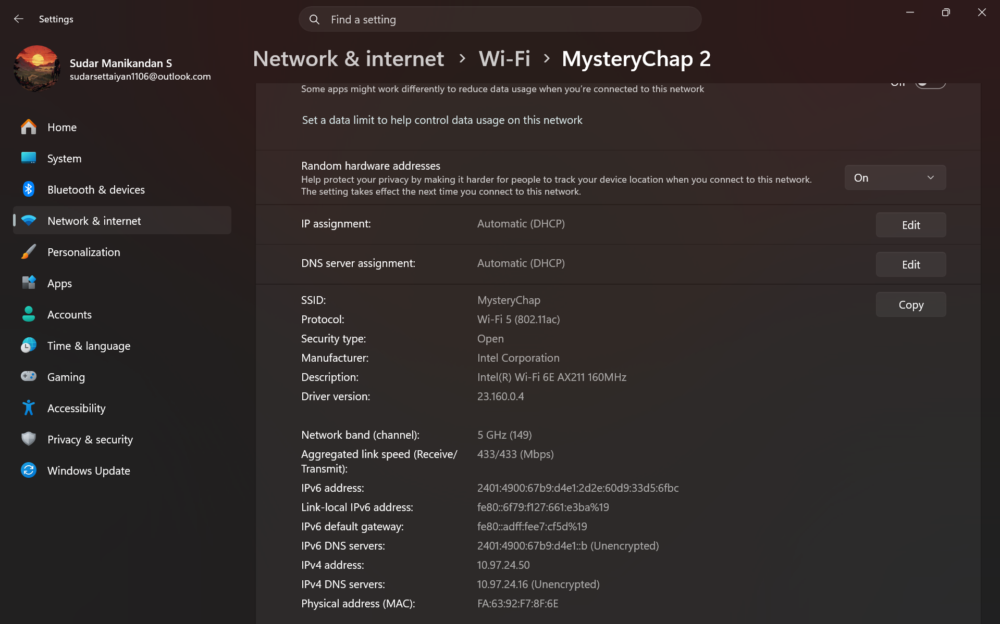 Settings
Find a setting
Sudar Manikandan S
sudarsettaiyan1106@outlook.com
Home
System
Bluetooth & devices
Network & internet
Personalization
Apps
Accounts
Time & language
Gaming
Accessibility
Privacy & security
Windows Update
Network & internet > Wi-Fi > MysteryChap 2
Off
Some apps might work differently to reduce data usage when you're connected to this network
Set a data limit to help control data usage on this network
Random hardware addresses
Help protect your privacy by making it harder for people to track your device location when you connect to this network.
The setting takes effect the next time you connect to this network.
On
IP assignment: Automatic (DHCP) Edit
DNS server assignment: Automatic (DHCP) Edit
SSID: MysteryChap Copy
Protocol: Wi-Fi 5 (802.11ac)
Security type: Open
Manufacturer: Intel Corporation
Description: Intel(R) Wi-Fi 6E AX211 160MHz
Driver version: 23.160.0.4
Network band (channel): 5 GHz (149)
Aggregated link speed (Receive/ 433/433 (Mbps)
Transmit):
IPv6 address: 2401:4900:67b9:d4e1:2d2e:60d9:33d5:6fbc
Link-local IPv6 address: fe80::6f79:f127:661:e3ba%19
IPv6 default gateway: fe80::adff:fee7:cf5d%19
IPv6 DNS servers: 2401:4900:67b9:d4e1::b (Unencrypted)
IPv4 address: 10.97.24.50
IPv4 DNS servers: 10.97.24.16 (Unencrypted)
Physical address (MAC): FA:63:92:F7:8F:6E